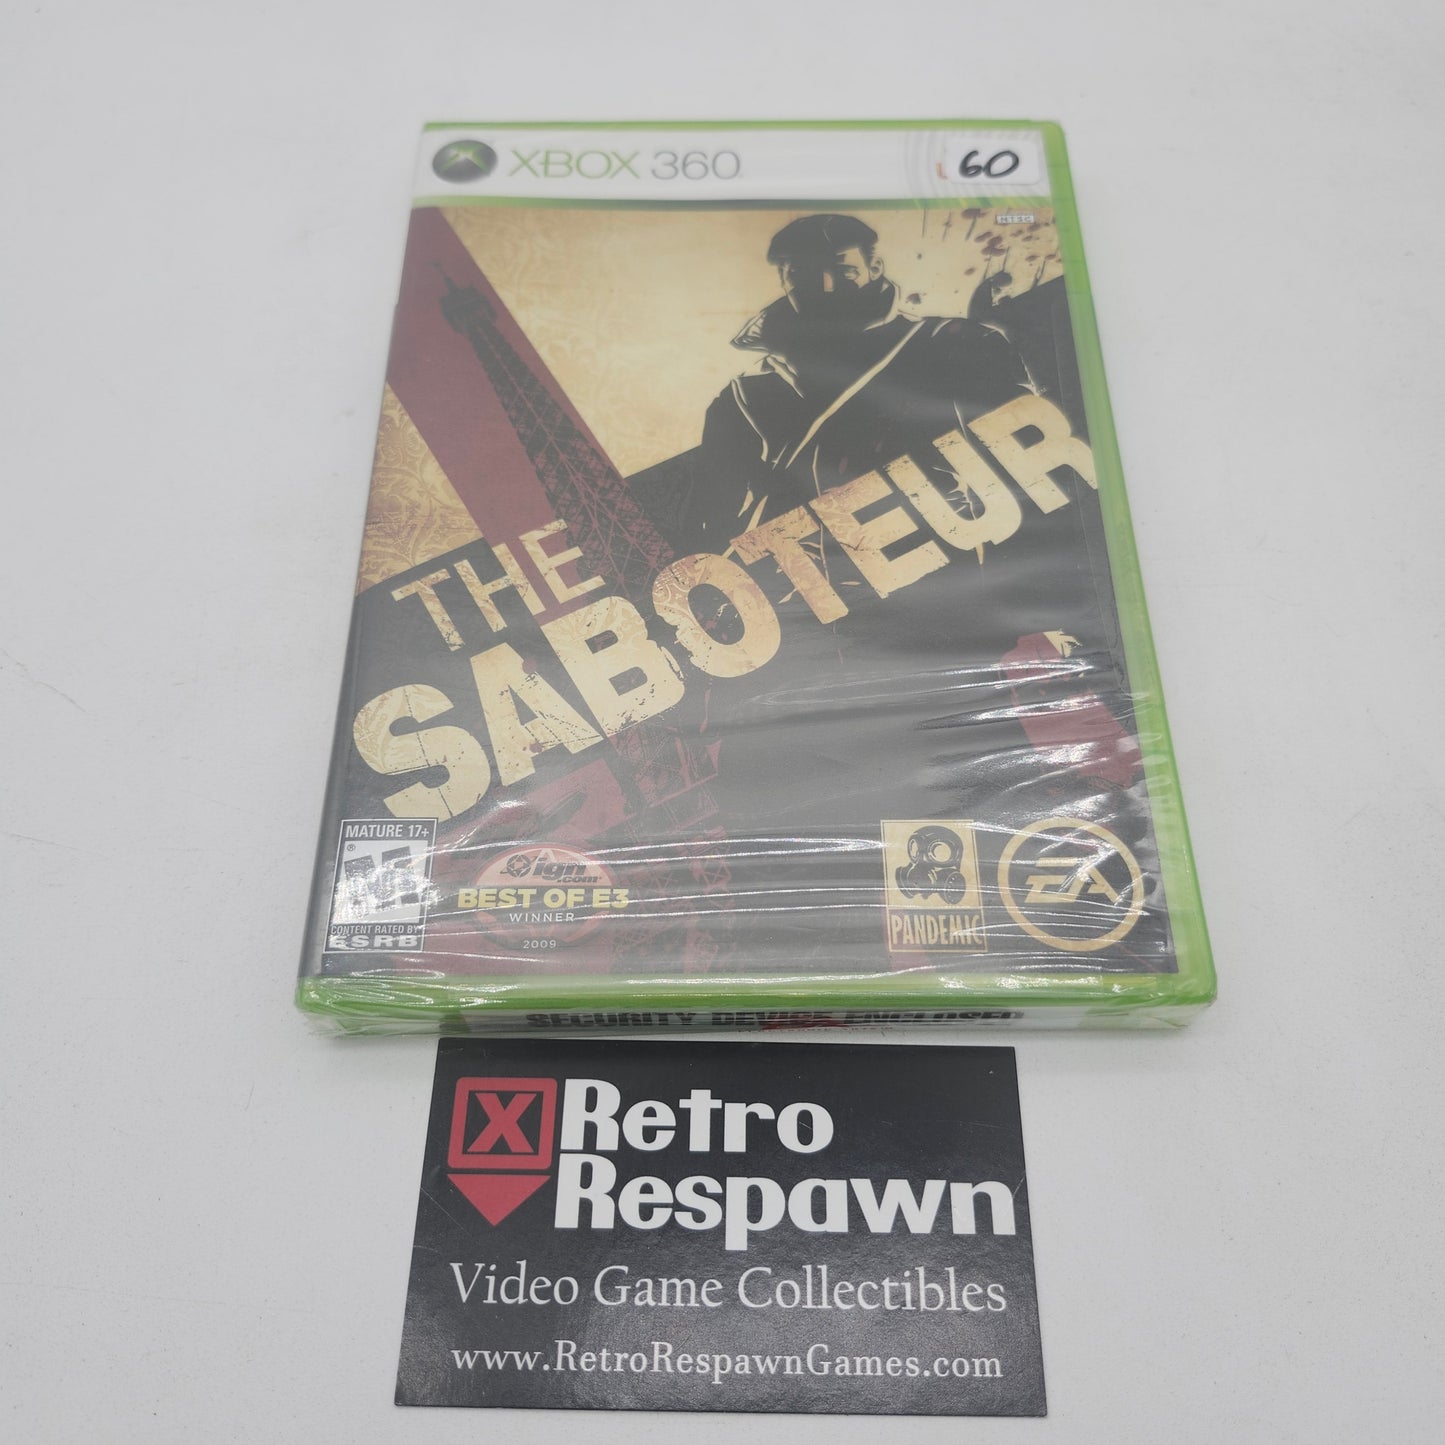 XBOX 360
60
NTSC
THE
SABOTEUR
MATURE 17+
M
CONTENT RATED BY
ESRB
ign
.com
BEST OF E3
WINNER
2009
PANDEMIC
EA
SECURITY DEVICE ENCLOSED
X Retro
Respawn
Video Game Collectibles
www.RetroRespawnGames.com